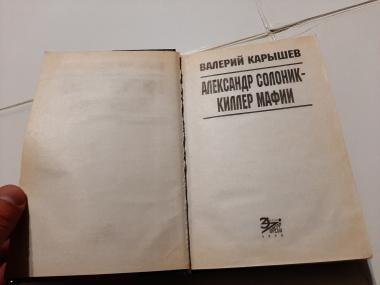 ВАЛЕРИЙ КАРЫШЕВ
АЛЕКСАНДР СОЛОНИК-
КИЛЛЕР МАФИИ